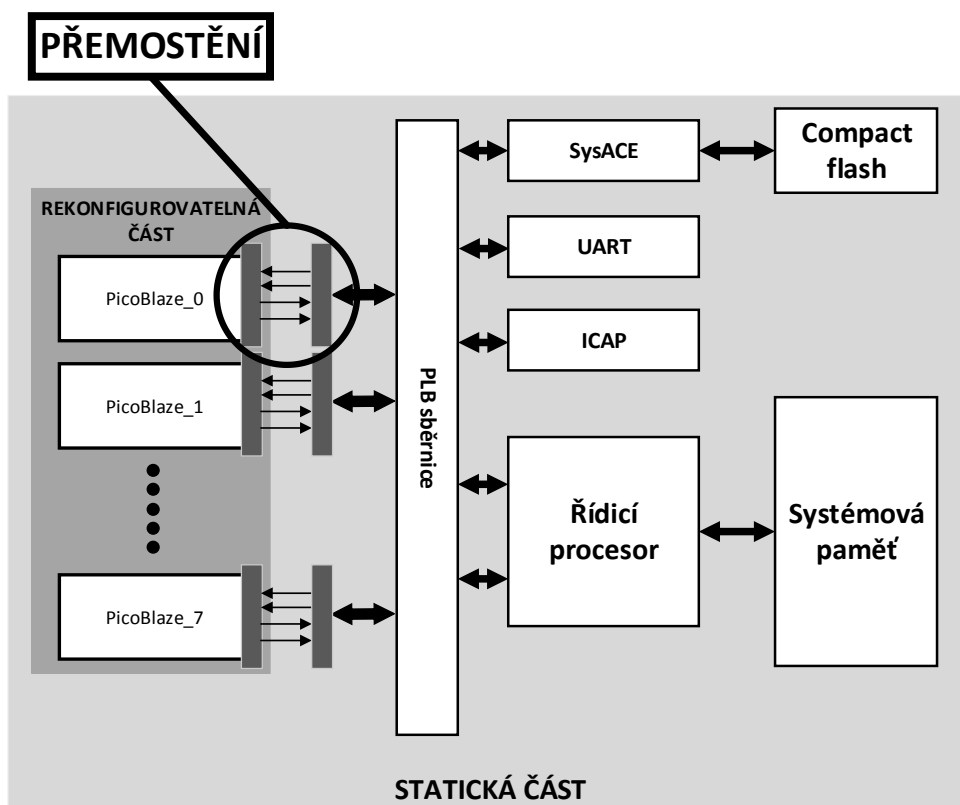 PŘEMOSTĚNÍ
REKONFIGUROVATELNÁ
ČÁST
PicoBlaze_0
PicoBlaze_1
PicoBlaze_7
PLB sběrnice
SysACE
Compact
flash
UART
ICAP
Řídicí
procesor
Systémová
paměť
STATICKÁ ČÁST